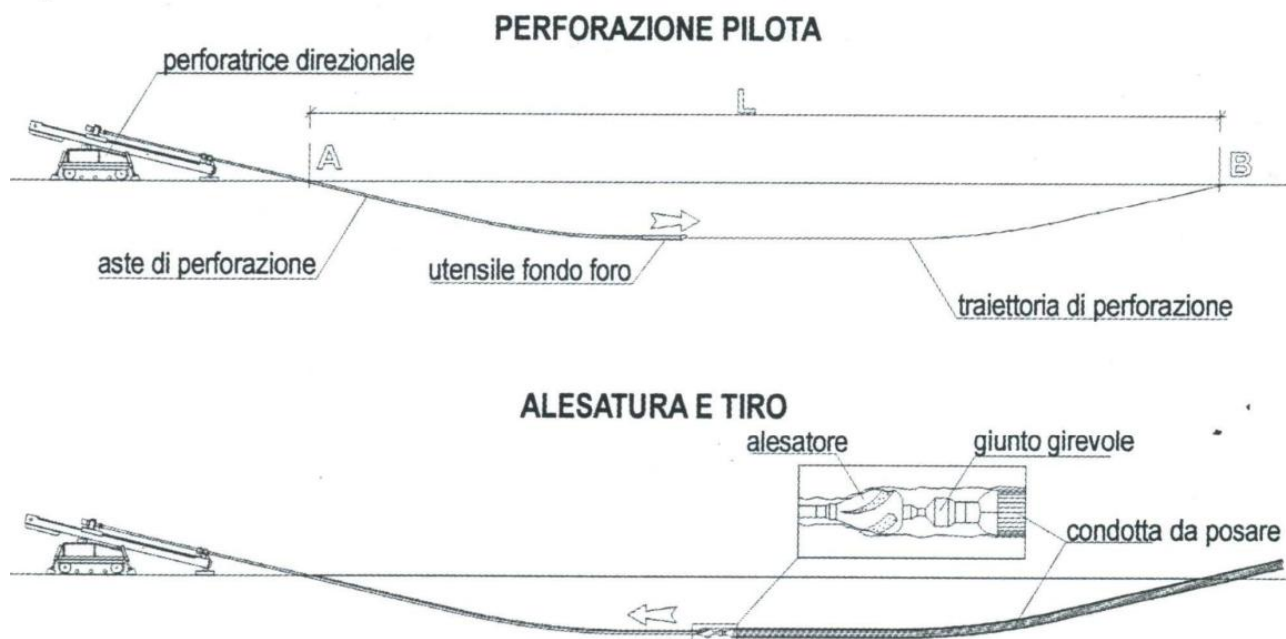 PERFORAZIONE PILOTA
perforatrice direzionale
L
A
B
aste di perforazione
utensile fondo foro
traiettoria di perforazione
ALESATURA E TIRO
alesatore
giunto girevole
condotta da posare